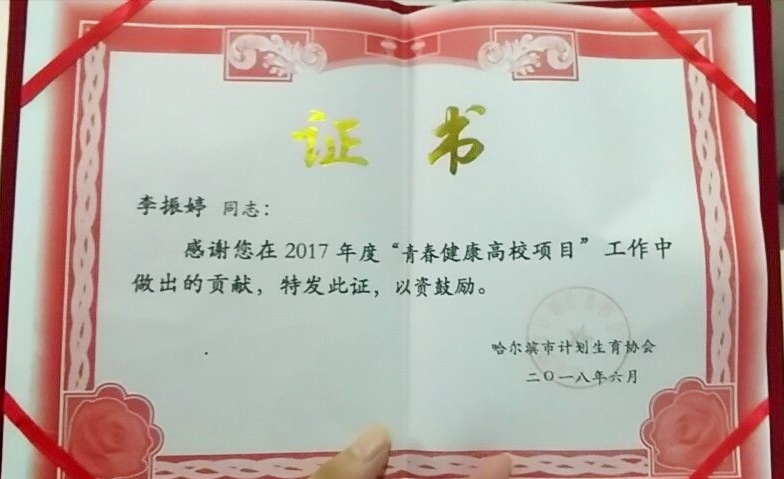 证书
李振婷 同志：
感谢您在 2017 年度“青春健康高校项目”工作中
做出的贡献，特发此证，以资鼓励。
哈尔滨市计划生育协会
二〇一八年六月